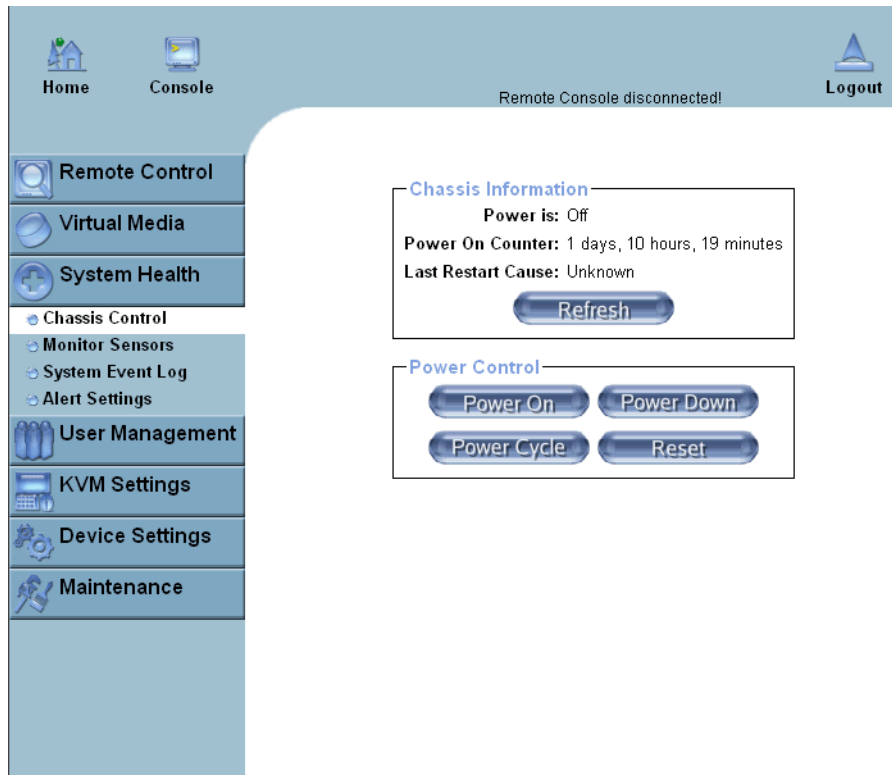 Home
Console
Remote Console disconnected!
Logout
Remote Control
Virtual Media
System Health
Chassis Control
Monitor Sensors
System Event Log
Alert Settings
User Management
KVM Settings
Device Settings
Maintenance
Chassis Information
Power is: Off
Power On Counter: 1 days, 10 hours, 19 minutes
Last Restart Cause: Unknown
Refresh
Power Control
Power On Power Down
Power Cycle Reset